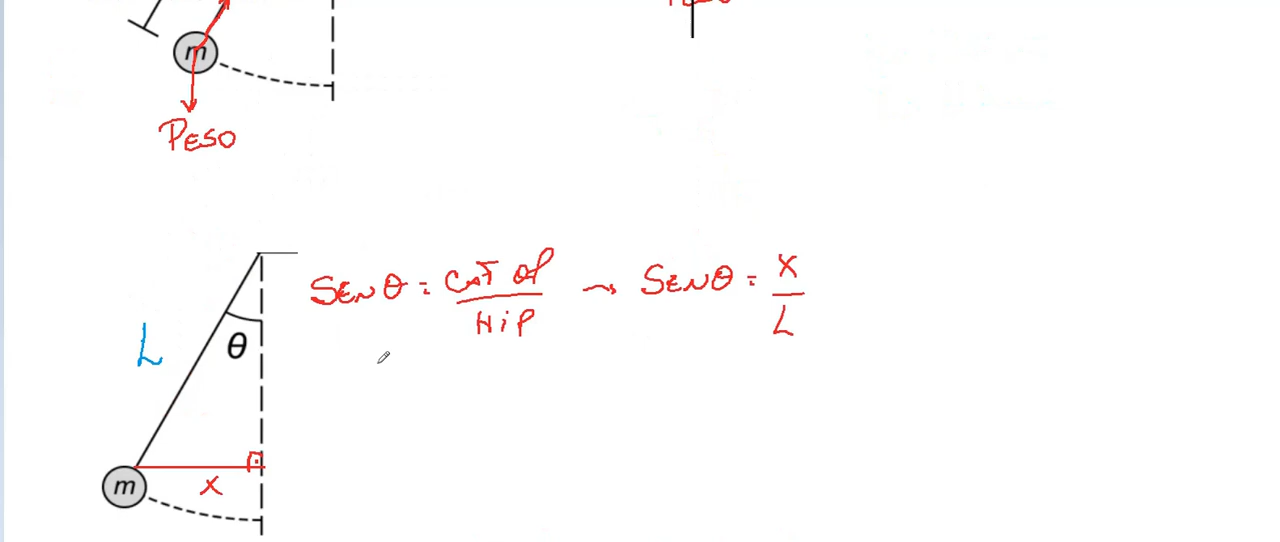 m
PESO
SEN θ = CAT OP / HIP → SEN θ = X / L
L
θ
X
m